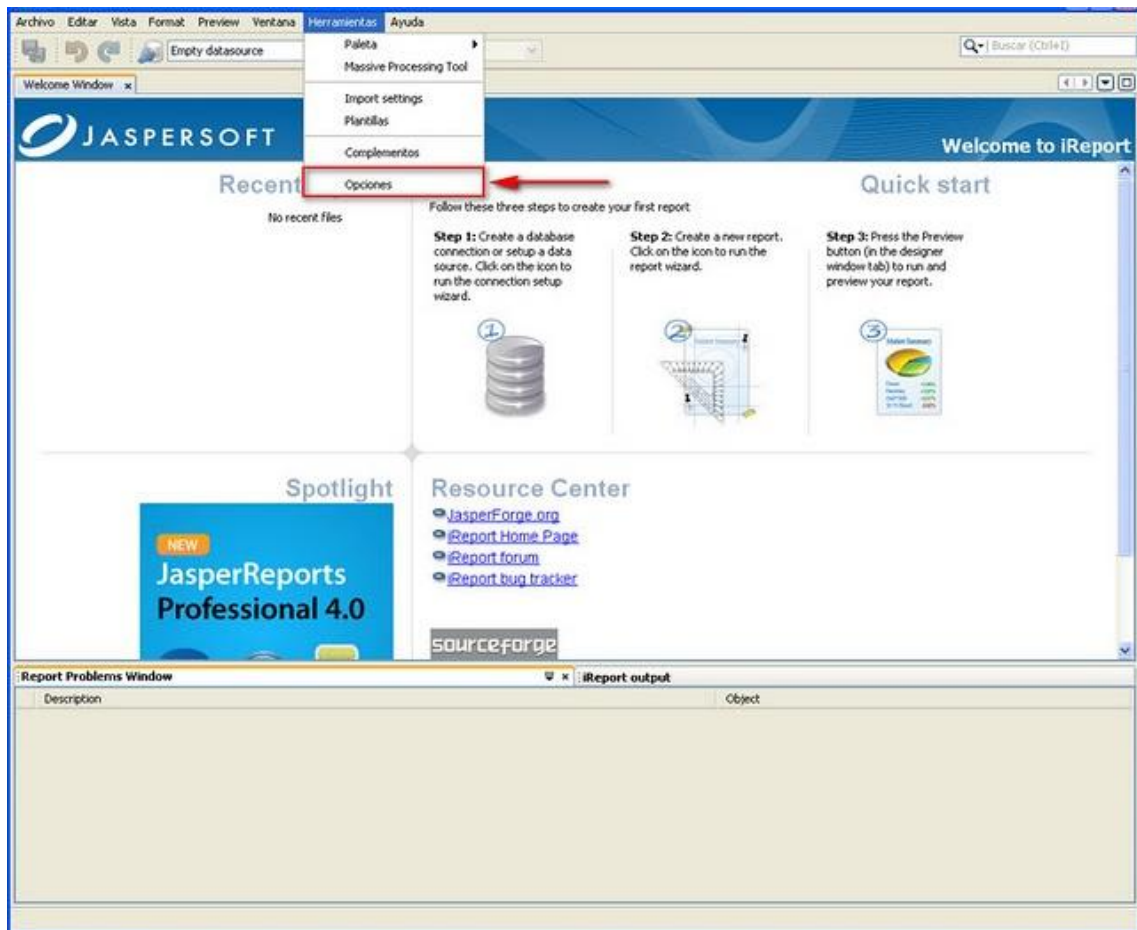 Archivo Editar Vista Format Preview Ventana Herramientas Ayuda
Empty datasource
Buscar (Ctrl+I)
Paleta
Massive Processing Tool
Import settings
Plantillas
Complementos
Opciones
Welcome Window
JASPERSOFT
Welcome to iReport
Recent
No recent files
Quick start
Follow these three steps to create your first report
Step 1: Create a database
connection or setup a data
source. Click on the icon to
run the connection setup
wizard.
Step 2: Create a new report.
Click on the icon to run the
report wizard.
Step 3: Press the Preview
button (in the designer
window tab) to run and
preview your report.
1
2
3
Spotlight
NEW
JasperReports
Professional 4.0
Resource Center
JasperForge.org
iReport Home Page
iReport forum
iReport bug tracker
sourceforge
Report Problems Window
iReport output
Description
Object